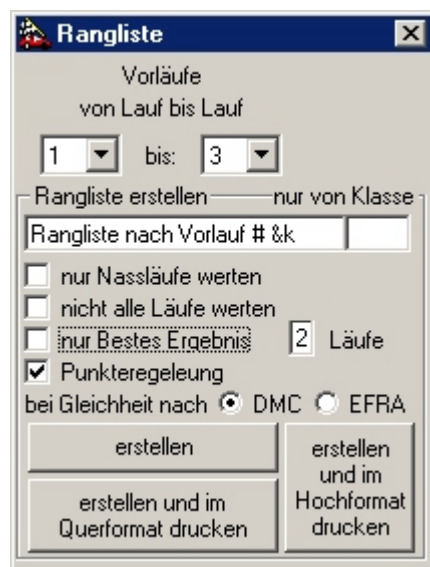 Rangliste
Vorläufe
von Lauf bis Lauf
1 bis: 3
Rangliste erstellen nur von Klasse
Rangliste nach Vorlauf # &k
nur Nassläufe werten
nicht alle Läufe werten
nur Bestes Ergebnis 2 Läufe
Punkteregeleung
bei Gleichheit nach DMC EFRA
erstellen
erstellen und im
Querformat drucken
erstellen
und im
Hochformat
drucken